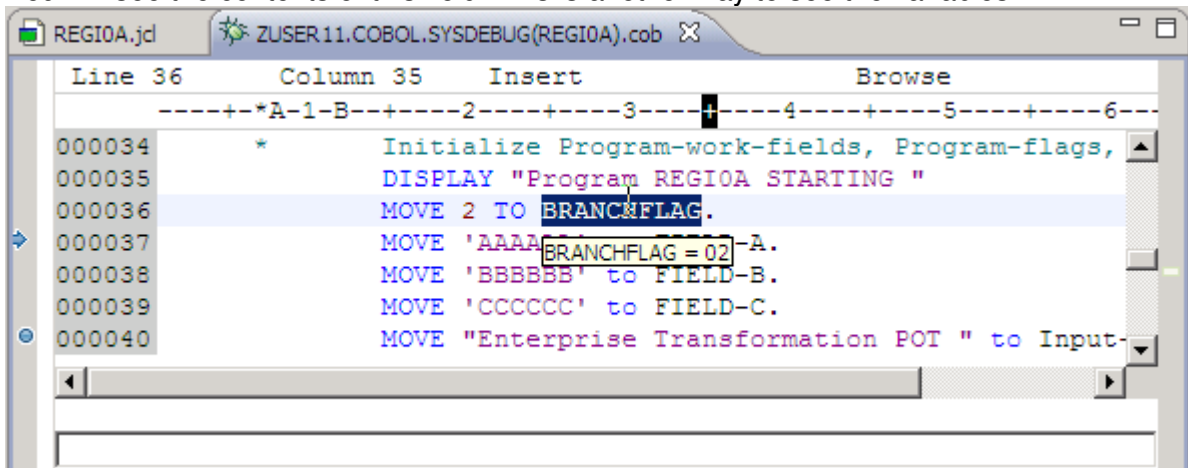 REGI0A.jcl ZUSER11.COBOL.SYSDEBUG(REGI0A).cob
Line 36 Column 35 Insert Browse
----+-*A-1-B--+----2----+----3----+----4----+----5----+----6---
000034 * Initialize Program-work-fields, Program-flags,
000035 DISPLAY "Program REGI0A STARTING "
000036 MOVE 2 TO BRANCHFLAG.
000037 MOVE 'AAAA -A.
BRANCHFLAG = 02
000038 MOVE 'BBBBBB' to FIELD-B.
000039 MOVE 'CCCCCC' to FIELD-C.
000040 MOVE "Enterprise Transformation POT " to Input-